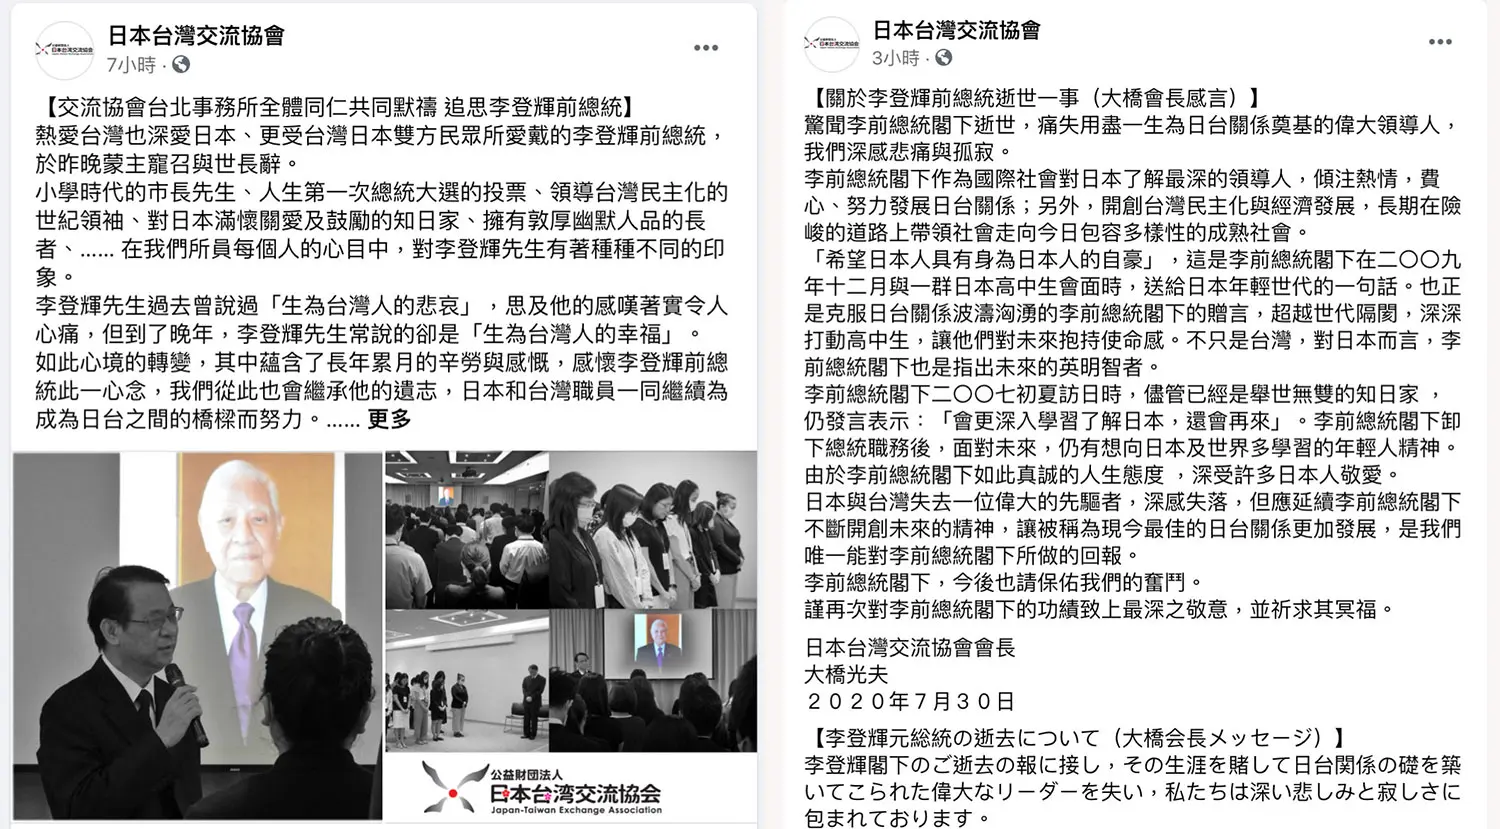 日本台灣交流協會
7小時 ·
【交流協會台北事務所全體同仁共同默禱 追思李登輝前總統】
熱愛台灣也深愛日本、更受台灣日本雙方民眾所愛戴的李登輝前總統，
於昨晚蒙主寵召與世長辭。
小學時代的市長先生、人生第一次總統大選的投票、領導台灣民主化的
世紀領袖、對日本滿懷關愛及鼓勵的知日家、擁有敦厚幽默人品的長
者、…… 在我們所員每個人的心目中，對李登輝先生有著種種不同的印
象。
李登輝先生過去曾說過「生為台灣人的悲哀」，思及他的感嘆著實令人
心痛，但到了晚年，李登輝先生常說的卻是「生為台灣人的幸福」。
如此心境的轉變，其中蘊含了長年累月的辛勞與感慨，感懷李登輝前總
統此一心念，我們從此也會繼承他的遺志，日本和台灣職員一同繼續為
成為日台之間的橋樑而努力。…… 更多
公益財団法人
日本台湾交流協会
Japan-Taiwan Exchange Association
日本台灣交流協會
3小時 ·
【關於李登輝前總統逝世一事（大橋會長感言）】
驚聞李前總統閣下逝世，痛失用盡一生為日台關係奠基的偉大領導人，
我們深感悲痛與孤寂。
李前總統閣下作為國際社會對日本了解最深的領導人，傾注熱情，費
心、努力發展日台關係；另外，開創台灣民主化與經濟發展，長期在險
峻的道路上帶領社會走向今日包容多樣性的成熟社會。
「希望日本人具有身為日本人的自豪」，這是李前總統閣下在二〇〇九
年十二月與一群日本高中生會面時，送給日本年輕世代的一句話。也正
是克服日台關係波濤洶湧的李前總統閣下的贈言，超越世代隔閡，深深
打動高中生，讓他們對未來抱持使命感。不只是台灣，對日本而言，李
前總統閣下也是指出未來的英明智者。
李前總統閣下二〇〇七初夏訪日時，儘管已經是舉世無雙的知日家 ，
仍發言表示：「會更深入學習了解日本，還會再來」。李前總統閣下卸
下總統職務後，面對未來，仍有想向日本及世界多學習的年輕人精神。
由於李前總統閣下如此真誠的人生態度 ，深受許多日本人敬愛。
日本與台灣失去一位偉大的先驅者，深感失落，但應延續李前總統閣下
不斷開創未來的精神，讓被稱為現今最佳的日台關係更加發展，是我們
唯一能對李前總統閣下所做的回報。
李前總統閣下，今後也請保佑我們的奮鬥。
謹再次對李前總統閣下的功績致上最深之敬意，並祈求其冥福。
日本台灣交流協會會長
大橋光夫
２０２０年７月３０日
【李登輝元総統の逝去について（大橋会長メッセージ）】
李登輝閣下のご逝去の報に接し，その生涯を賭して日台関係の礎を築
いてこられた偉大なリーダーを失い，私たちは深い悲しみと寂しさに
包まれております。